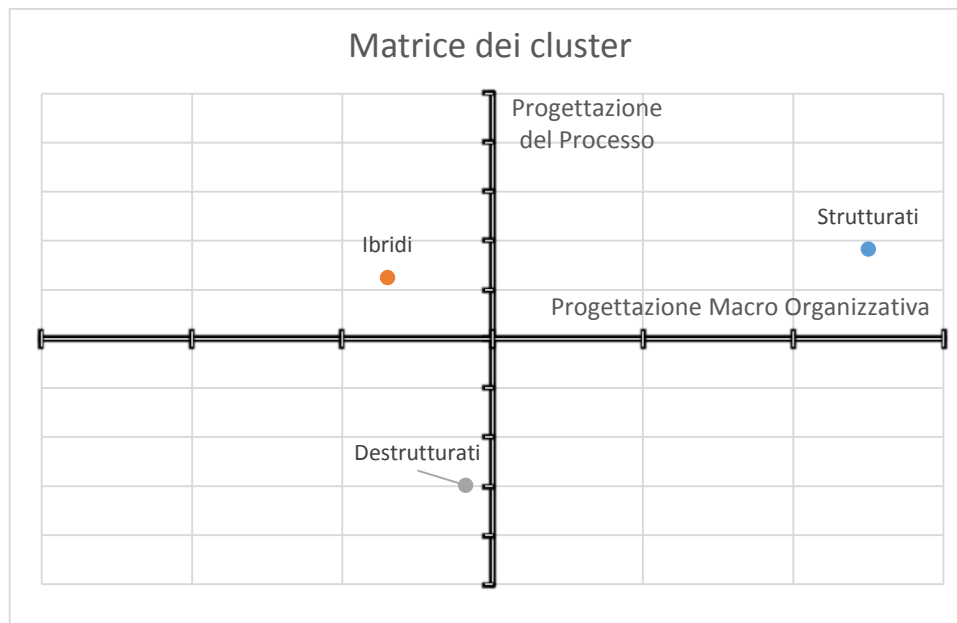 Matrice dei cluster
Progettazione
del Processo
Strutturati
Ibridi
Progettazione Macro Organizzativa
Destrutturati